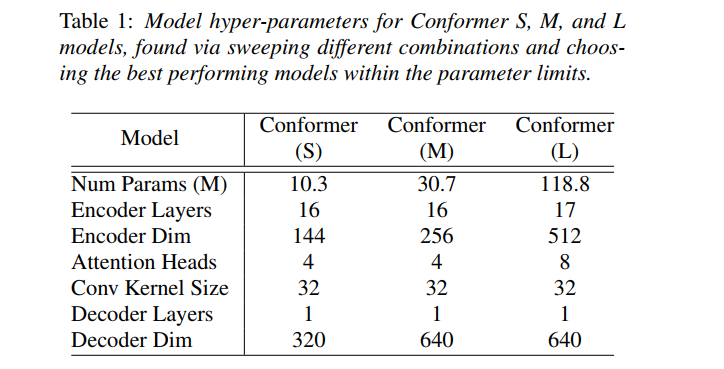 Table 1: Model hyper-parameters for Conformer S, M, and L
models, found via sweeping different combinations and choos-
ing the best performing models within the parameter limits.
Model Conformer (S) Conformer (M) Conformer (L)
Num Params (M) 10.3 30.7 118.8
Encoder Layers 16 16 17
Encoder Dim 144 256 512
Attention Heads 4 4 8
Conv Kernel Size 32 32 32
Decoder Layers 1 1 1
Decoder Dim 320 640 640